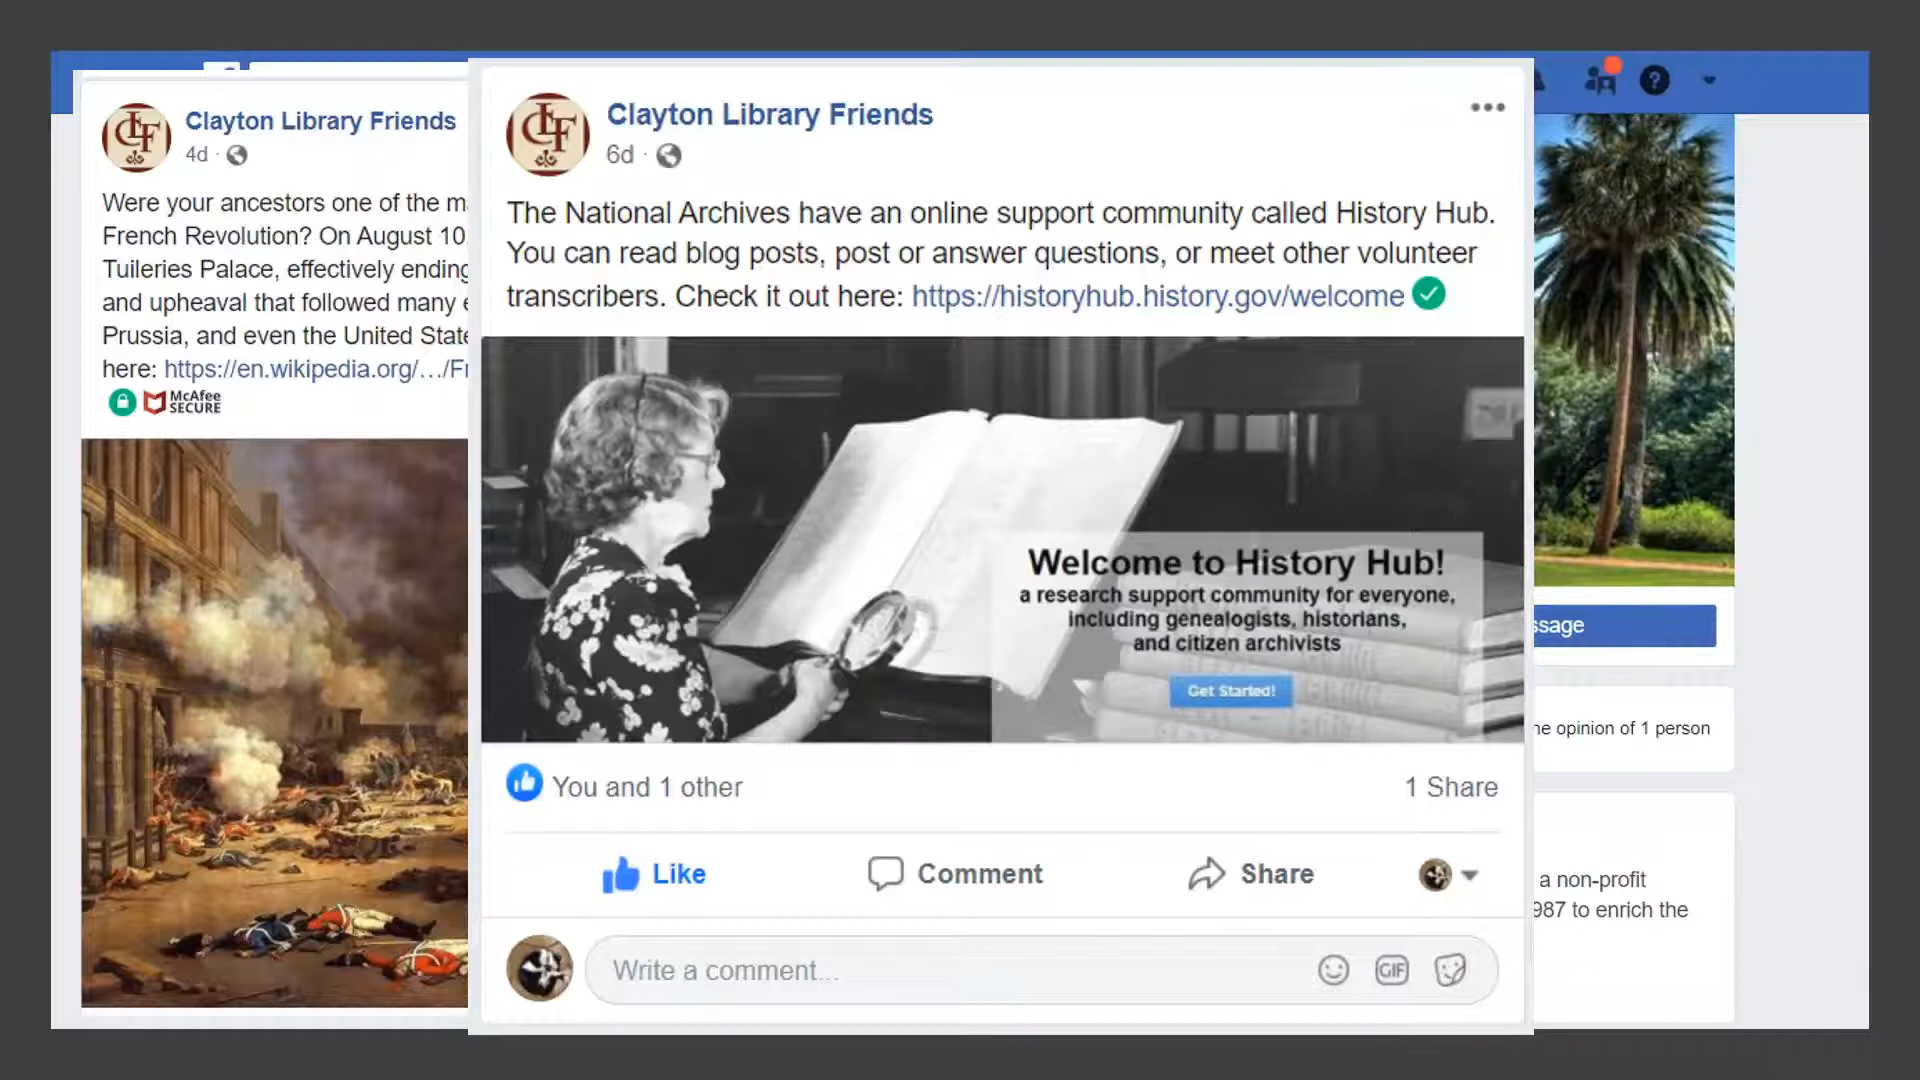 Clayton Library Friends
4d ·
Were your ancestors one of the
French Revolution? On August 10
Tuileries Palace, effectively ending
and upheaval that followed many
Prussia, and even the United
here: https://en.wikipedia.org/…/
McAfee
SECURE
CLF
Clayton Library Friends
6d ·
The National Archives have an online support community called History Hub.
You can read blog posts, post or answer questions, or meet other volunteer
transcribers. Check it out here: https://historyhub.history.gov/welcome
Welcome to History Hub!
a research support community for everyone,
including genealogists, historians,
and citizen archivists
Get Started!
You and 1 other
1 Share
Like
Comment
Share
Write a comment...
GIF
?
ssage
opinion of 1 person
a non-profit
987 to enrich the